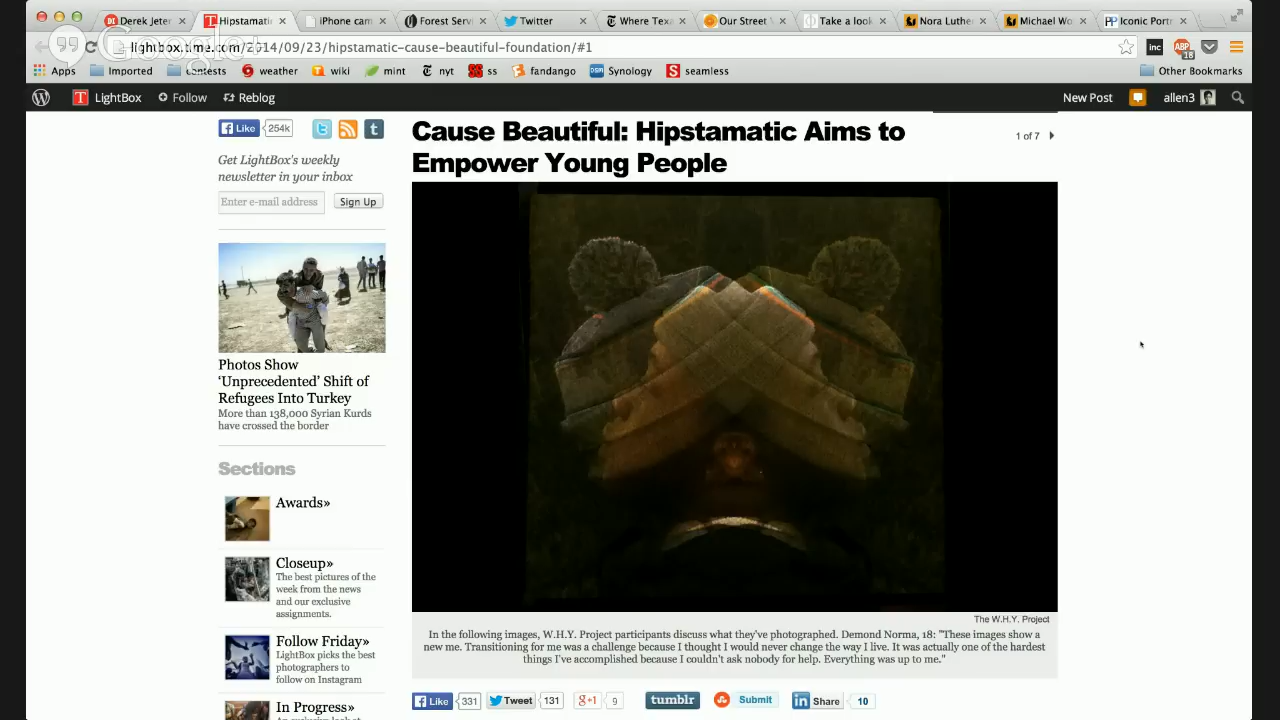 Derek Jeter
Hipstamatic
iPhone cam
Forest Servi
Twitter
Where Texa
Our Street
Take a look
Nora Luther
Michael W
Iconic Portr
Google+
lightbox.time.com/2014/09/23/hipstamatic-cause-beautiful-foundation/#1
inc
ABP
18
Apps Imported contests weather wiki mint nyt ss fandango Synology seamless Other Bookmarks
LightBox Follow Reblog New Post allen3
Like 254k
Get LightBox's weekly
newsletter in your inbox
Enter e-mail address Sign Up
Photos Show
‘Unprecedented’ Shift of
Refugees Into Turkey
More than 138,000 Syrian Kurds
have crossed the border
Sections
Awards»
Closeup»
The best pictures of the
week from the news
and our exclusive
assignments.
Follow Friday»
LightBox picks the best
photographers to
follow on Instagram
In Progress»
Cause Beautiful: Hipstamatic Aims to
Empower Young People
1 of 7
The W.H.Y. Project
In the following images, W.H.Y. Project participants discuss what they've photographed. Demond Norma, 18: "These images show a
new me. Transitioning for me was a challenge because I thought I would never change the way I live. It was actually one of the hardest
things I've accomplished because I couldn't ask nobody for help. Everything was up to me."
Like 331 Tweet 131 g+1 9 tumblr Submit in Share 10